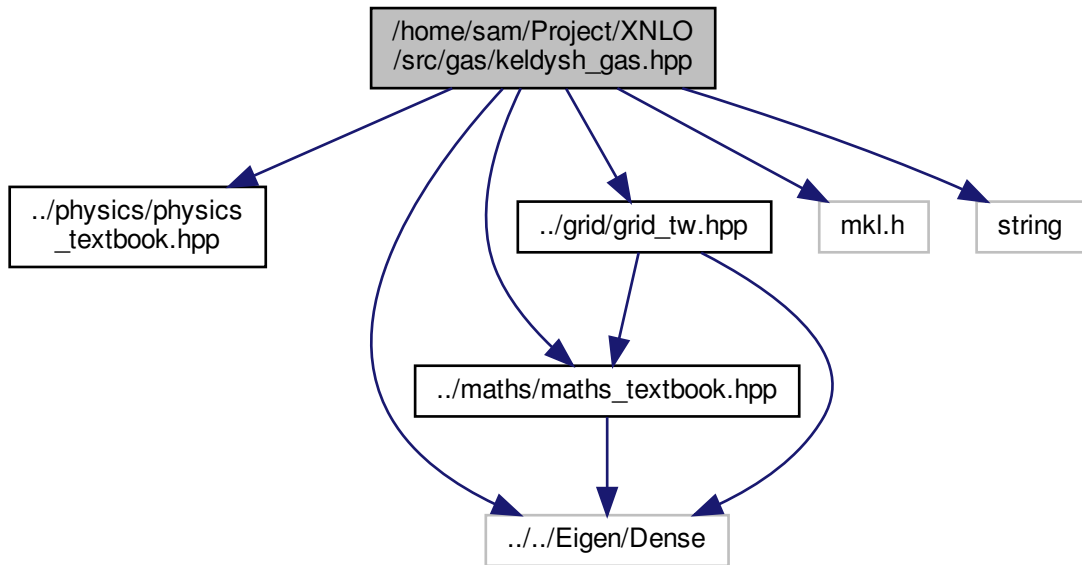 /home/sam/Project/XNLO
/src/gas/keldysh_gas.hpp
../physics/physics
_textbook.hpp
../grid/grid_tw.hpp
mkl.h
string
../maths/maths_textbook.hpp
../../Eigen/Dense